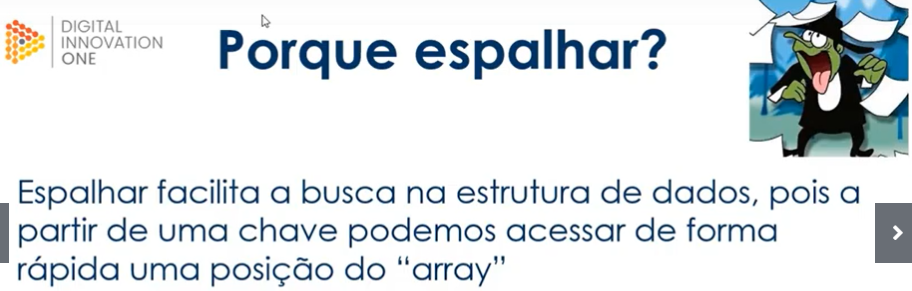 DIGITAL
INNOVATION
ONE
Porque espalhar?
Espalhar facilita a busca na estrutura de dados, pois a
partir de uma chave podemos acessar de forma
rápida uma posição do “array”